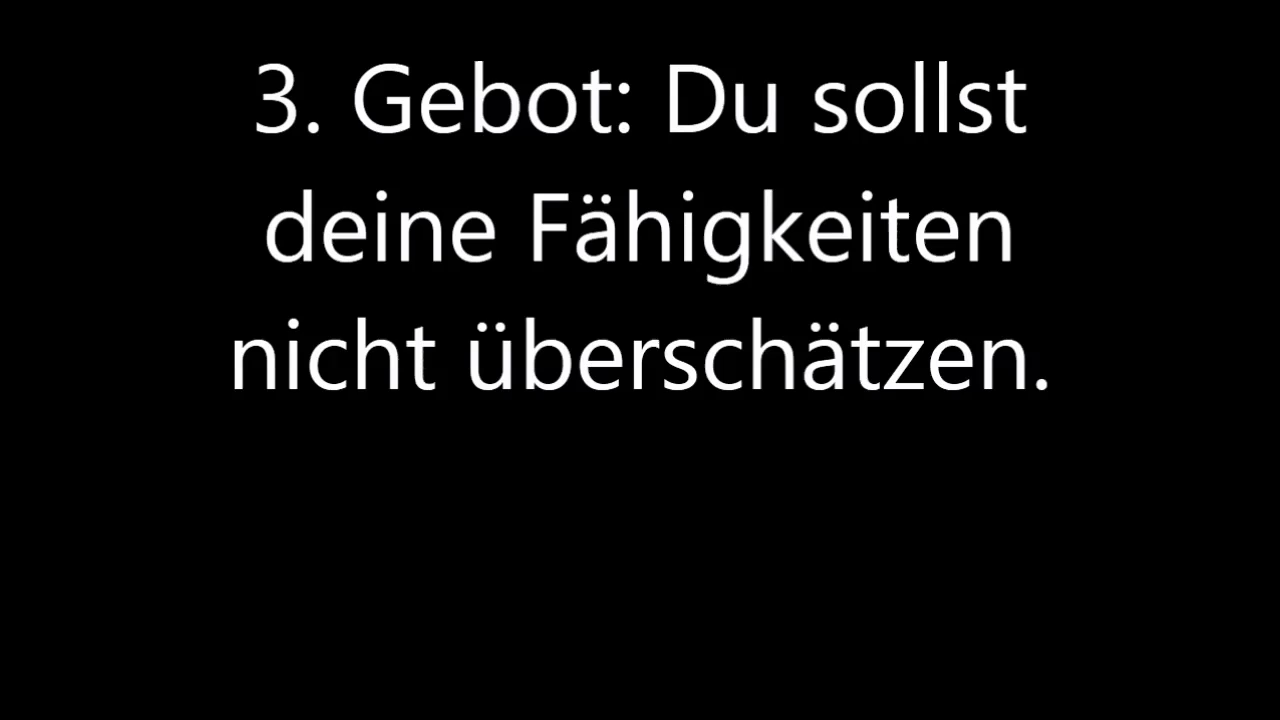 3. Gebot: Du sollst
deine Fähigkeiten
nicht überschätzen.